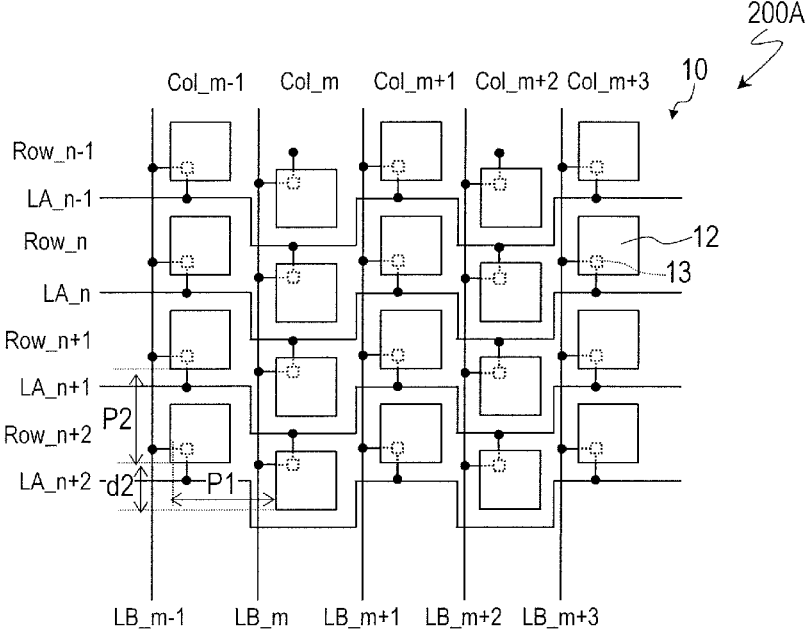 200A
10
Col_m-1 Col_m Col_m+1 Col_m+2 Col_m+3
Row_n-1
LA_n-1
Row_n
12
13
LA_n
Row_n+1
LA_n+1
P2
Row_n+2
LA_n+2
d2
P1
LB_m-1 LB_m LB_m+1 LB_m+2 LB_m+3